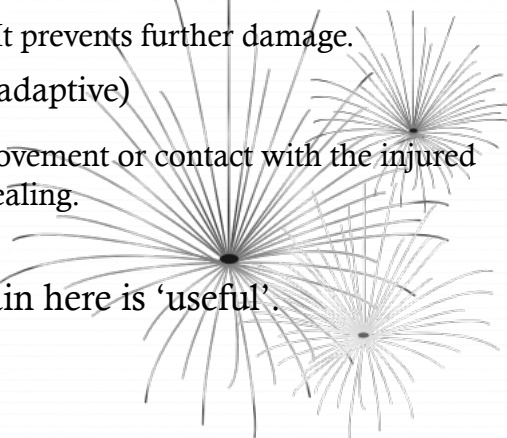 It prevents further damage.
adaptive)
ovement or contact with the injured
ealing.
in here is ‘useful’.